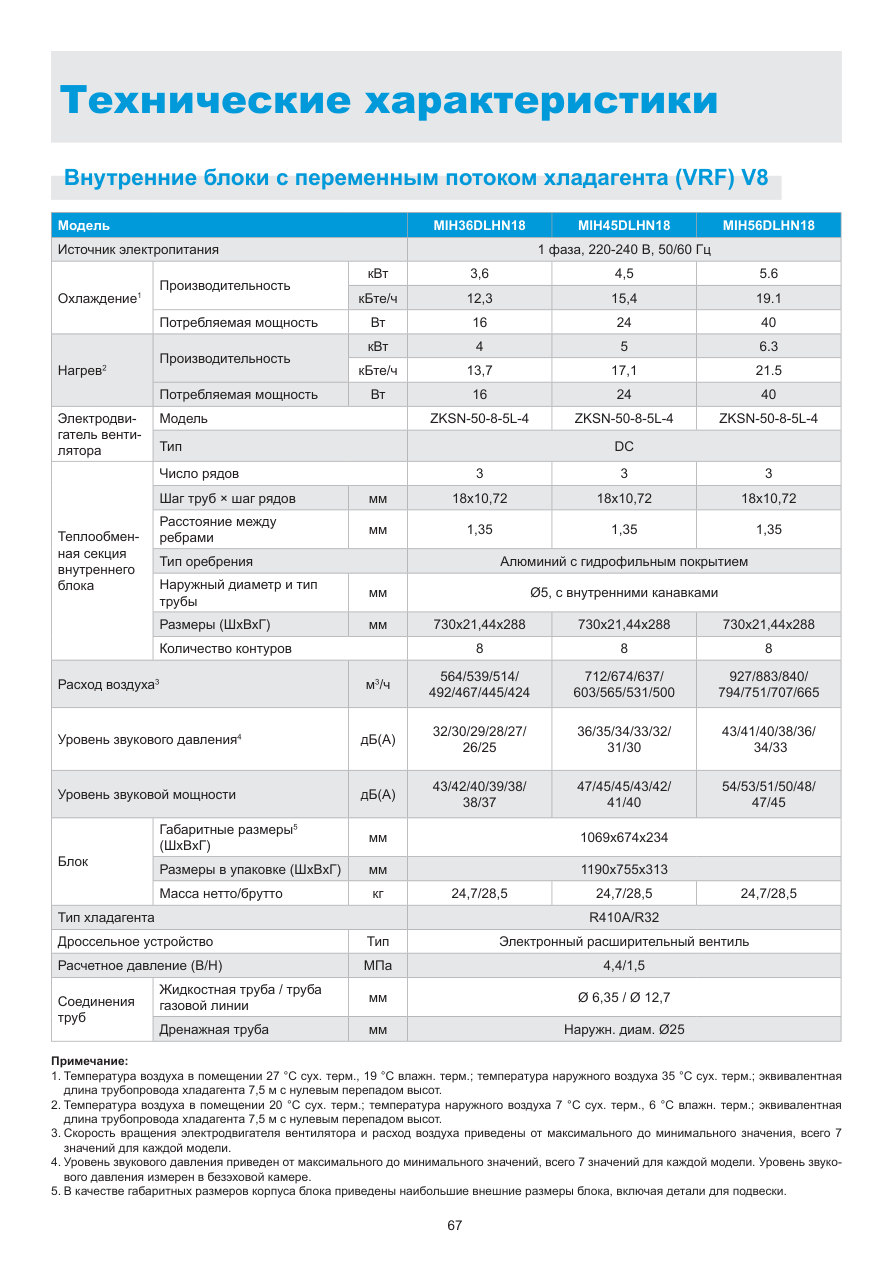 Технические характеристики
Внутренние блоки с переменным потоком хладагента (VRF) V8
Модель MIH36DLHN18 MIH45DLHN18 MIH56DLHN18
Источник электропитания 1 фаза, 220-240 В, 50/60 Гц
Охлаждение1 Производительность кВт 3,6 4,5 5.6
кБте/ч 12,3 15,4 19.1
Потребляемая мощность Вт 16 24 40
Нагрев2 Производительность кВт 4 5 6.3
кБте/ч 13,7 17,1 21.5
Потребляемая мощность Вт 16 24 40
Электродви-
гатель венти-
лятора
Модель ZKSN-50-8-5L-4 ZKSN-50-8-5L-4 ZKSN-50-8-5L-4
Тип DC
Теплообмен-
ная секция
внутреннего
блока
Число рядов 3 3 3
Шаг труб × шаг рядов мм 18x10,72 18x10,72 18x10,72
Расстояние между
ребрами
мм 1,35 1,35 1,35
Тип оребрения Алюминий с гидрофильным покрытием
Наружный диаметр и тип
трубы
мм Ø5, с внутренними канавками
Размеры (ШxВxГ) мм 730x21,44x288 730x21,44x288 730x21,44x288
Количество контуров 8 8 8
Расход воздуха3 м3/ч
564/539/514/ 712/674/637/ 927/883/840/
492/467/445/424 603/565/531/500 794/751/707/665
Уровень звукового давления4 дБ(A)
32/30/29/28/27/ 36/35/34/33/32/ 43/41/40/38/36/
26/25 31/30 34/33
Уровень звуковой мощности дБ(A)
43/42/40/39/38/ 47/45/45/43/42/ 54/53/51/50/48/
38/37 41/40 47/45
Блок
Габаритные размеры5
(ШxВxГ)
мм 1069x674x234
Размеры в упаковке (ШxВxГ) мм 1190x755x313
Масса нетто/брутто кг 24,7/28,5 24,7/28,5 24,7/28,5
Тип хладагента R410A/R32
Дроссельное устройство Тип Электронный расширительный вентиль
Расчетное давление (В/Н) МПа 4,4/1,5
Соединения
труб
Жидкостная труба / труба
газовой линии
мм Ø 6,35 / Ø 12,7
Дренажная труба мм Наружн. диам. Ø25
Примечание:
1. Температура воздуха в помещении 27 °C сух. терм., 19 °C влажн. терм.; температура наружного воздуха 35 °C сух. терм.; эквивалентная
длина трубопровода хладагента 7,5 м с нулевым перепадом высот.
2. Температура воздуха в помещении 20 °C сух. терм.; температура наружного воздуха 7 °C сух. терм., 6 °C влажн. терм.; эквивалентная
длина трубопровода хладагента 7,5 м с нулевым перепадом высот.
3. Скорость вращения электродвигателя вентилятора и расход воздуха приведены от максимального до минимального значения, всего 7
значений для каждой модели.
4. Уровень звукового давления приведен от максимального до минимального значений, всего 7 значений для каждой модели. Уровень звуко-
вого давления измерен в безэховой камере.
5. В качестве габаритных размеров корпуса блока приведены наибольшие внешние размеры блока, включая детали для подвески.
67